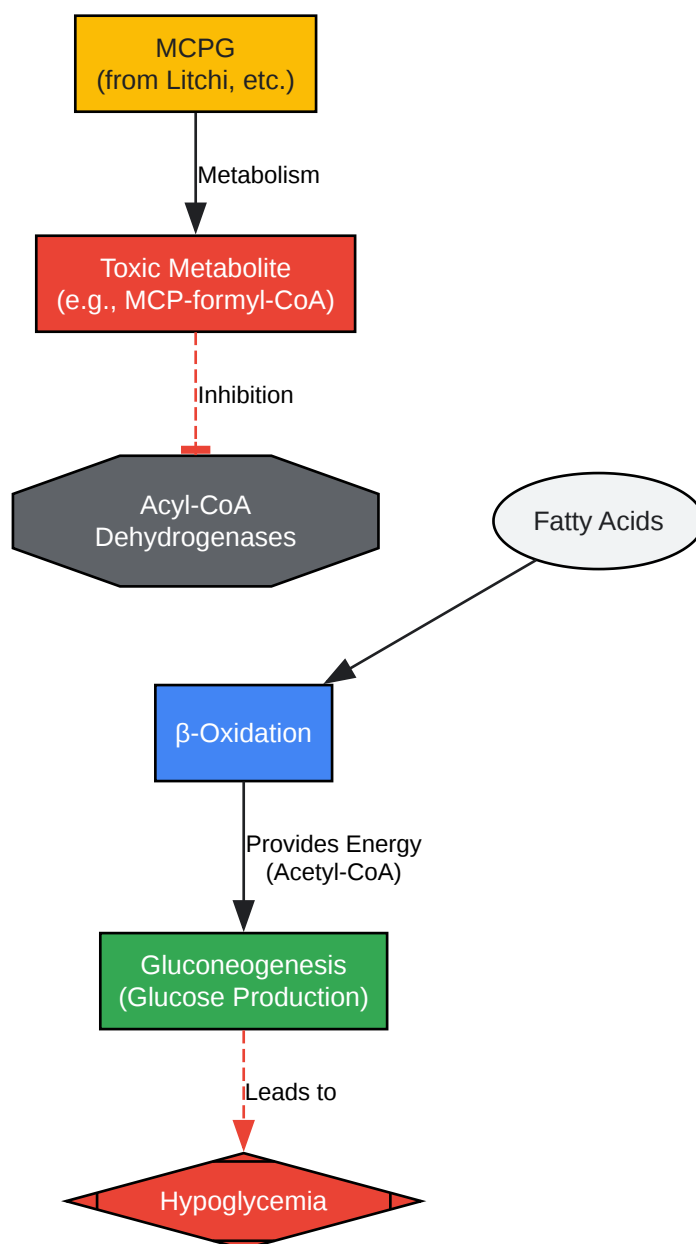 MCPG
(from Litchi, etc.)
Metabolism
Toxic Metabolite
(e.g., MCP-formyl-CoA)
Inhibition
Acyl-CoA
Dehydrogenases
Fatty Acids
β-Oxidation
Provides Energy
(Acetyl-CoA)
Gluconeogenesis
(Glucose Production)
Leads to
Hypoglycemia